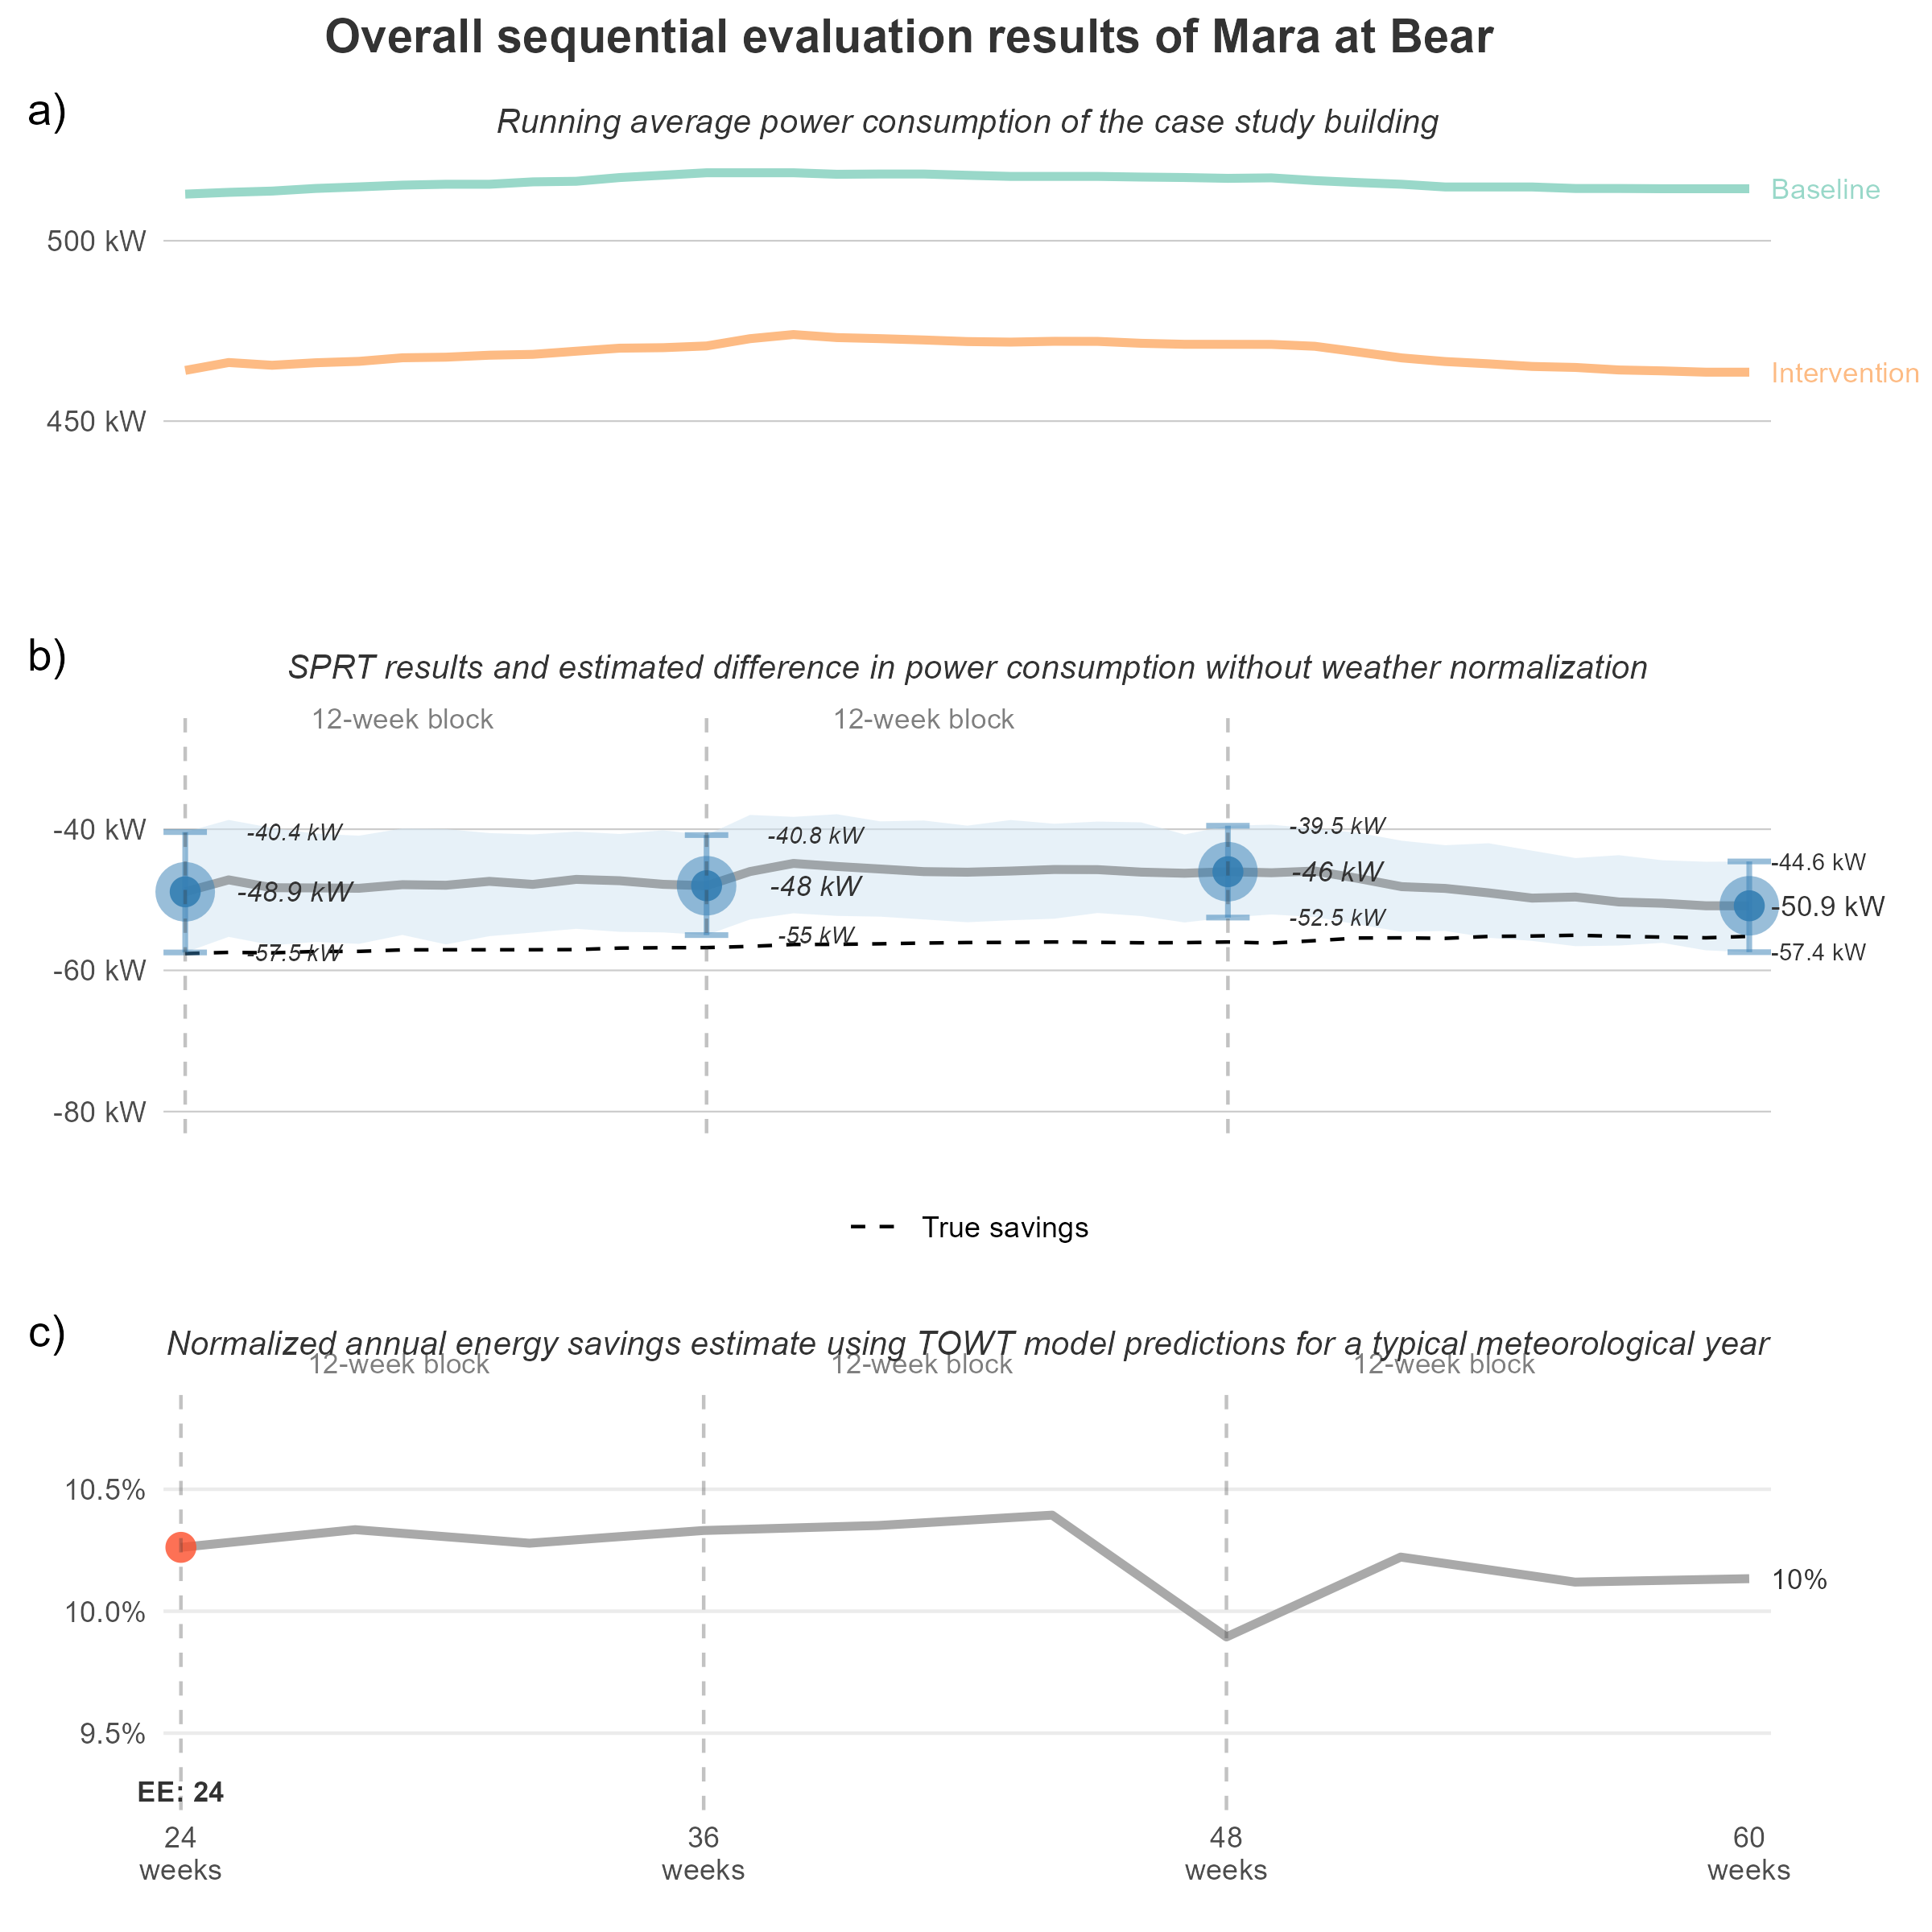 Overall sequential evaluation results of Mara at Bear
a)
Running average power consumption of the case study building
Baseline
500 kW
Intervention
450 kW
b)
SPRT results and estimated difference in power consumption without weather normalization
12-week block
12-week block
-40 kW
-40.4 kW
-40.8 kW
-39.5 kW
-44.6 kW
-48.9 kW
-48 kW
-46 kW
-50.9 kW
-57.5 kW
-55 kW
-52.5 kW
-57.4 kW
-60 kW
-80 kW
True savings
c)
Normalized annual energy savings estimate using TOWT model predictions for a typical meteorological year
12-week block
12-week block
12-week block
10.5%
10%
10.0%
9.5%
EE: 24
24
weeks
36
weeks
48
weeks
60
weeks